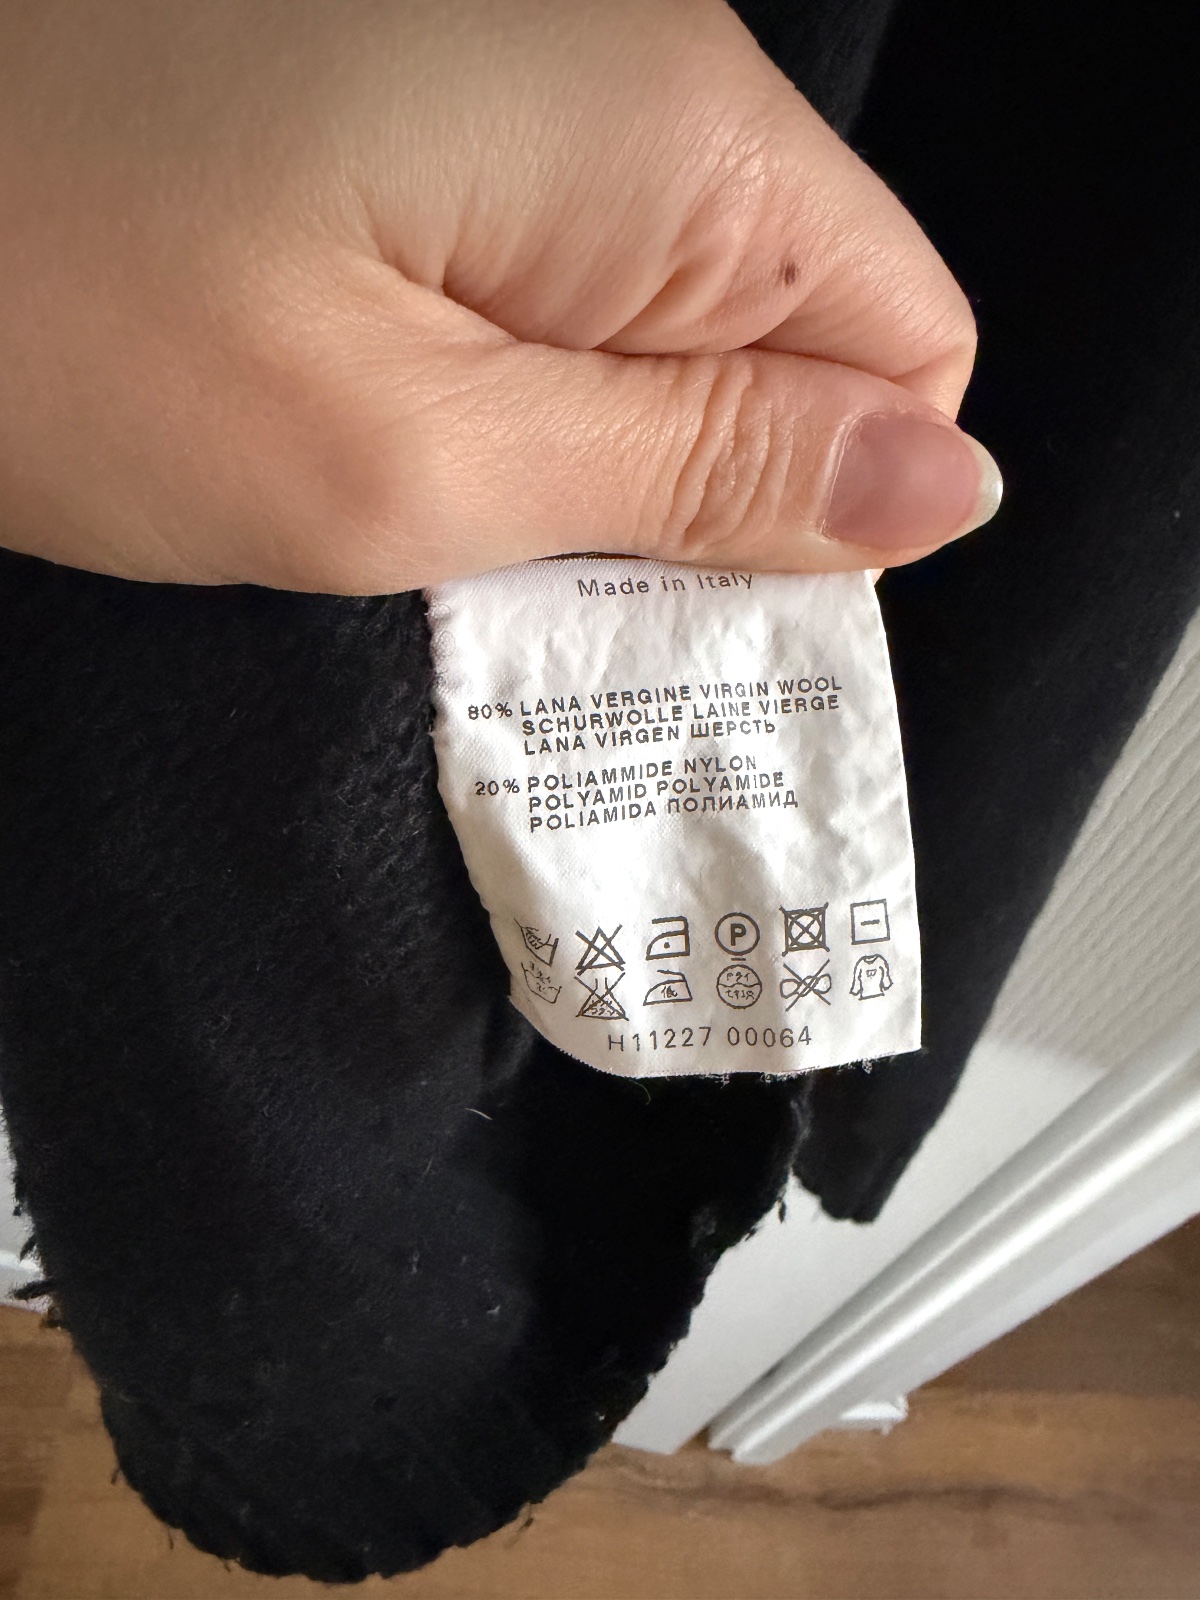 Made in Italy
80% LANA VERGINE VIRGIN WOOL
SCHURWOLLE LAINE VIERGE
LANA VIRGEN ШЕРСТЬ
20% POLIAMMIDE NYLON
POLYAMID POLYAMIDE
POLIAMIDA ПОЛИАМИД
P
H11227 00064